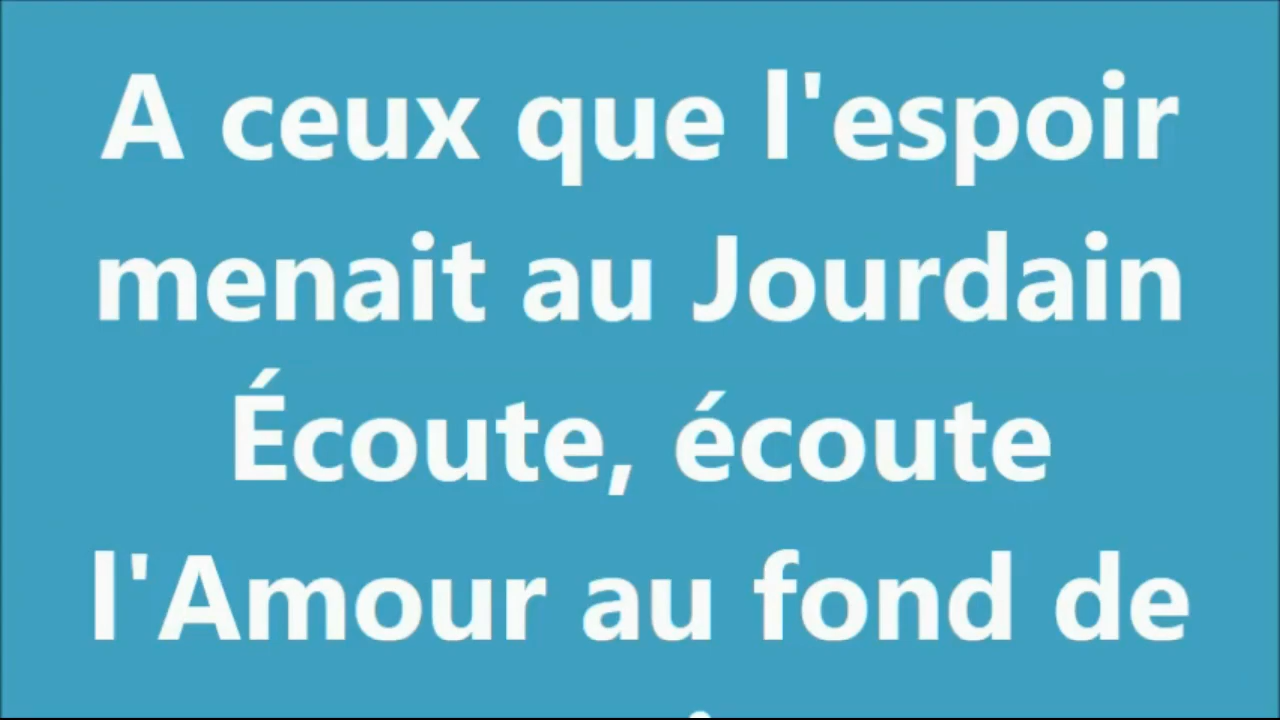 A ceux que l'espoir
menait au Jourdain
Écoute, écoute
l'Amour au fond de